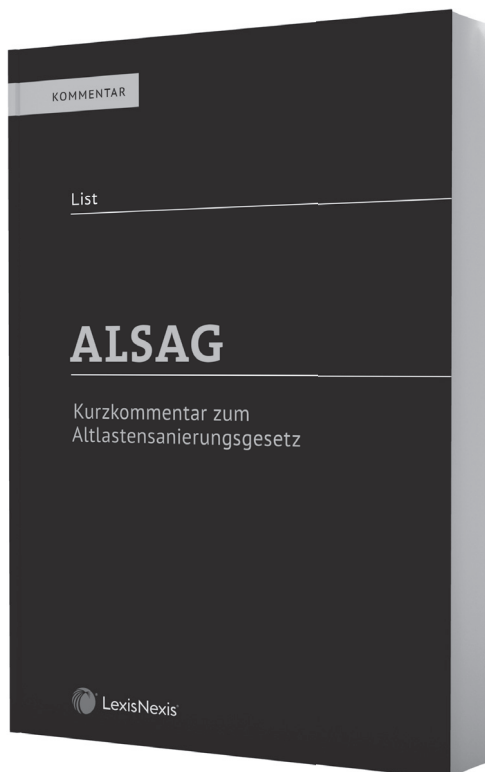 KOMMENTAR
List
ALSAG
Kurzkommentar zum
Altlastensanierungsgesetz
LexisNexis